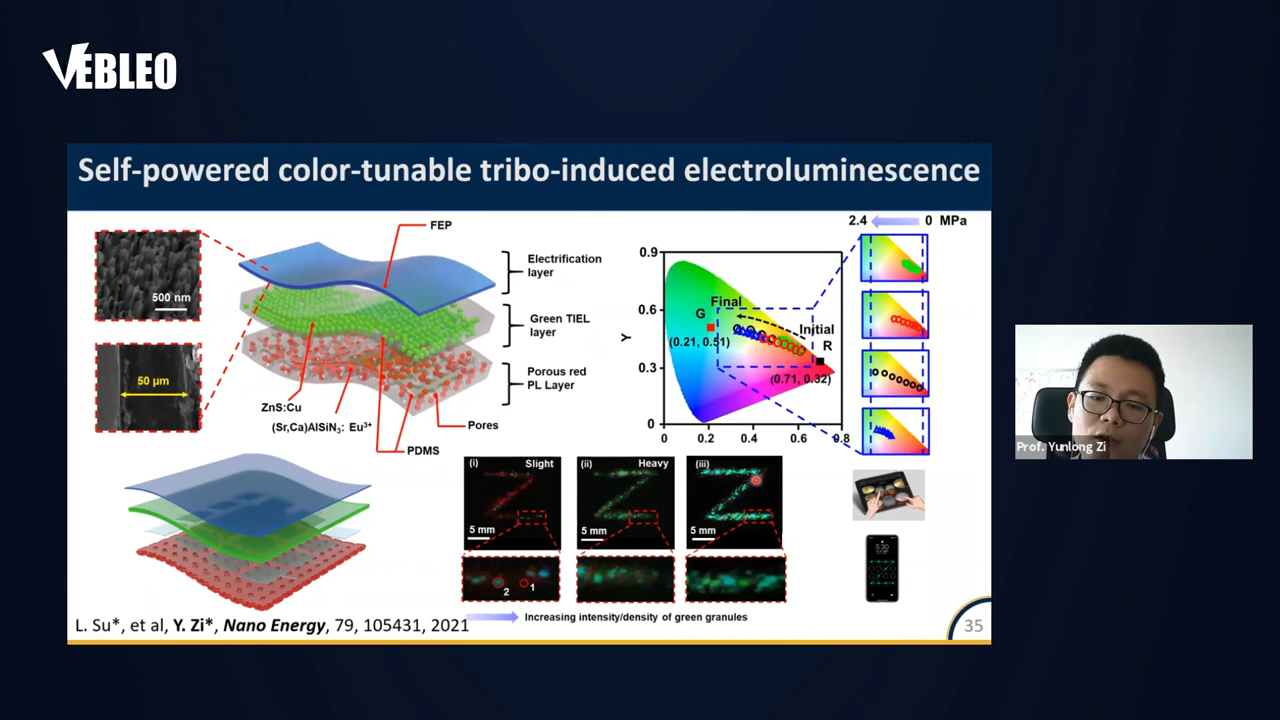 VEBLEO
Self-powered color-tunable tribo-induced electroluminescence
500 nm
50 µm
FEP
Electrification
layer
Green TIEL
layer
Porous red
PL Layer
ZnS:Cu
(Sr,Ca)AlSiN₃: Eu³⁺
Pores
PDMS
2.4
0 MPa
0.9
0.6
0.3
0
Y
0
0.2
0.4
0.6
0.8
Final
G
(0.21, 0.51)
Initial
R
(0.71, 0.32)
(i)
Slight
5 mm
(ii)
Heavy
5 mm
(iii)
5 mm
2
1
Increasing intensity/density of green granules
5:30
L. Su*, et al, Y. Zi*, Nano Energy, 79, 105431, 2021
35
Prof. Yunlong Zi